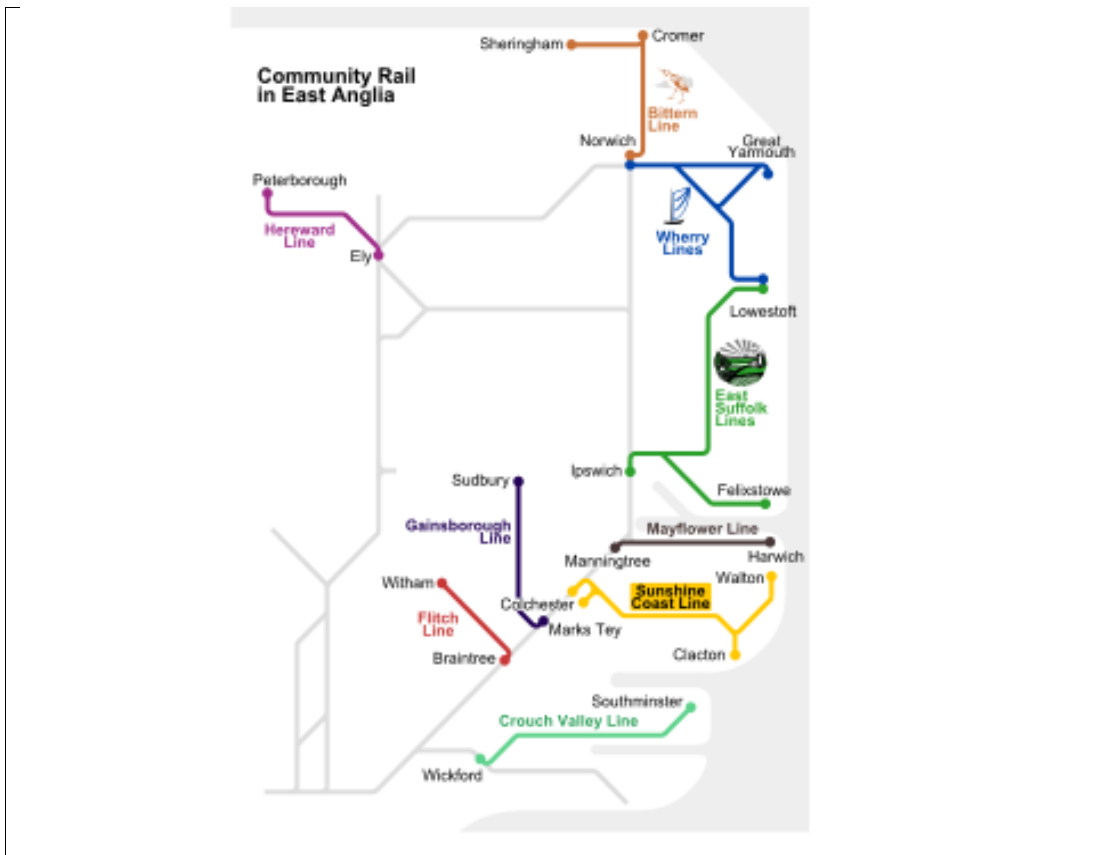 Sheringham
Cromer
Community Rail
in East Anglia
Bittern
Line
Norwich
Great
Yarmouth
Peterborough
Hereward
Line
Ely
Wherry
Lines
Lowestoft
East
Suffolk
Lines
Ipswich
Sudbury
Felixstowe
Gainsborough
Line
Mayflower Line
Manningtree
Harwich
Walton
Witham
Sunshine
Coast Line
Colchester
Flitch
Line
Marks Tey
Braintree
Clacton
Southminster
Crouch Valley Line
Wickford